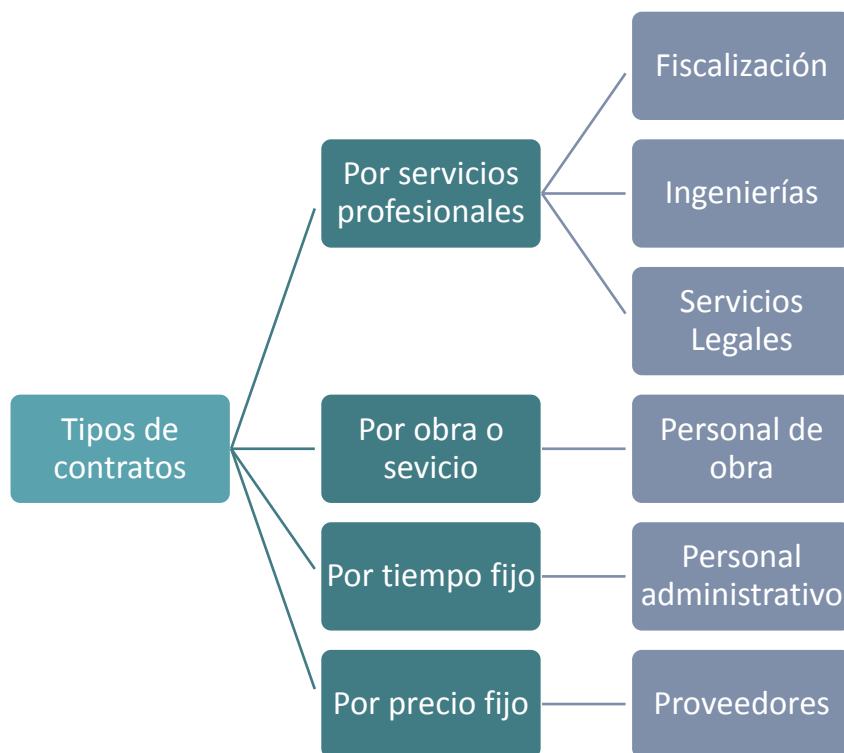 Tipos de
contratos
Por servicios
profesionales
Fiscalización
Ingenierías
Servicios
Legales
Por obra o
sevicio
Personal de
obra
Por tiempo fijo
Personal
administrativo
Por precio fijo
Proveedores